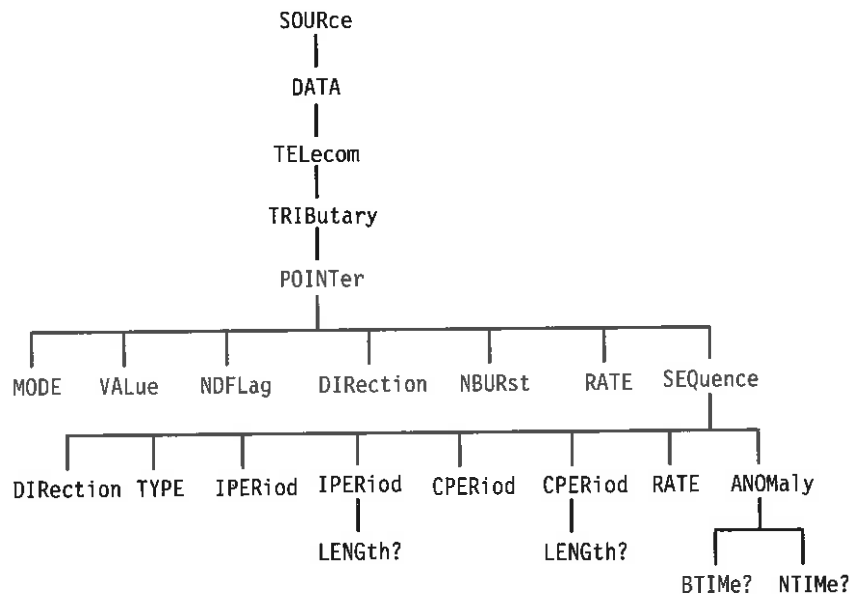 SOURce
DATA
TELecom
TRIButary
POINTer
MODE VALue NDFLag DIRection NBURst RATE SEQuence
DIRection TYPE IPERiod IPERiod CPERiod CPERiod RATE ANOMaly
LENGth? LENGth?
BTIMe? NTIMe?